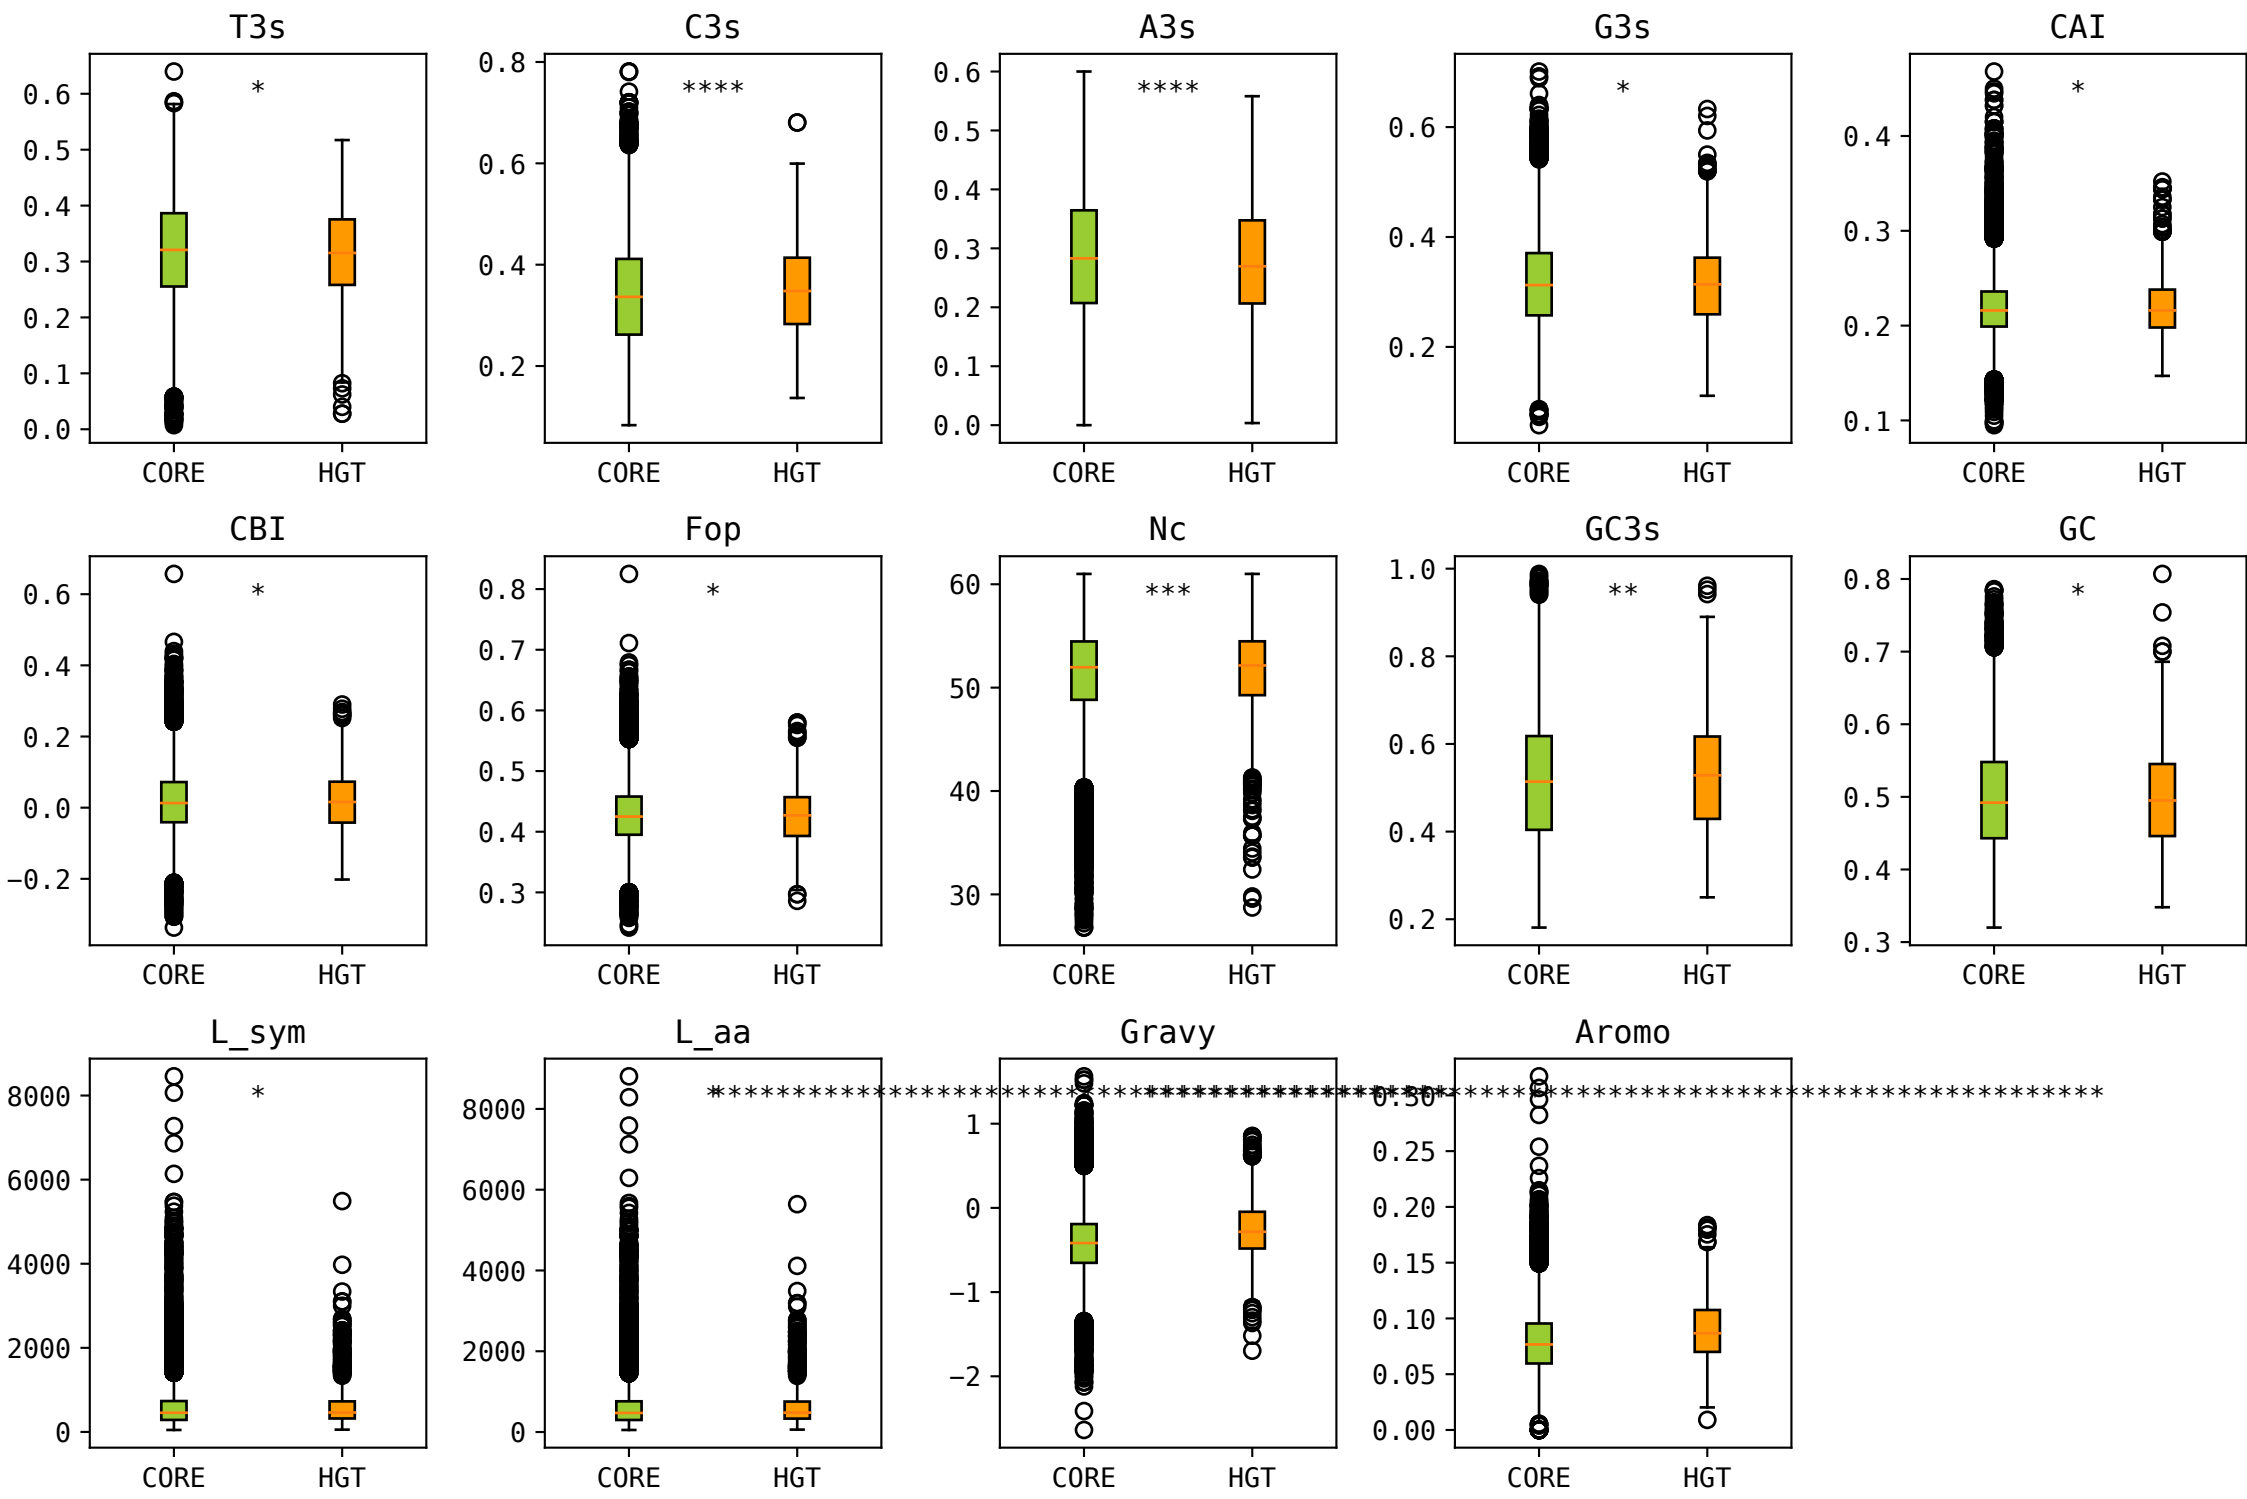 T3s C3s A3s G3s CAI
* **** **** * *
0.6 0.5 0.4 0.3 0.2 0.1 0.0
0.8 0.6 0.4 0.2
0.6 0.5 0.4 0.3 0.2 0.1 0.0
0.6 0.4 0.2
0.4 0.3 0.2 0.1
CORE HGT CORE HGT CORE HGT CORE HGT CORE HGT
CBI Fop Nc GC3s GC
* * *** ** *
0.6 0.4 0.2 0.0 −0.2
0.8 0.7 0.6 0.5 0.4 0.3
60 50 40 30
1.0 0.8 0.6 0.4 0.2
0.8 0.7 0.6 0.5 0.4 0.3
CORE HGT CORE HGT CORE HGT CORE HGT CORE HGT
L_sym L_aa Gravy Aromo
*
8000 6000 4000 2000 0
8000 6000 4000 2000 0
1 0 −1 −2
0.30 0.25 0.20 0.15 0.10 0.05 0.00
CORE HGT CORE HGT CORE HGT CORE HGT